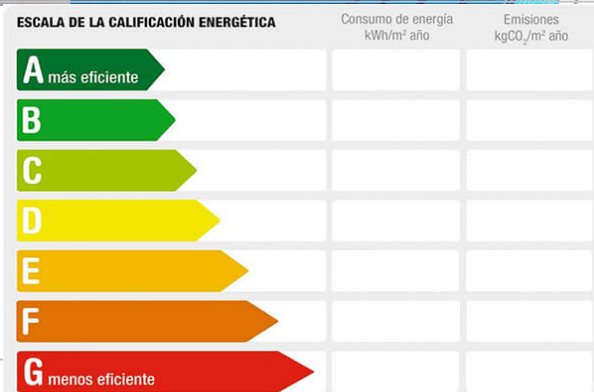 ESCALA DE LA CALIFICACIÓN ENERGÉTICA
Consumo de energía
kWh/m² año
Emisiones
kgCO₂/m² año
A más eficiente
B
C
D
E
F
G menos eficiente